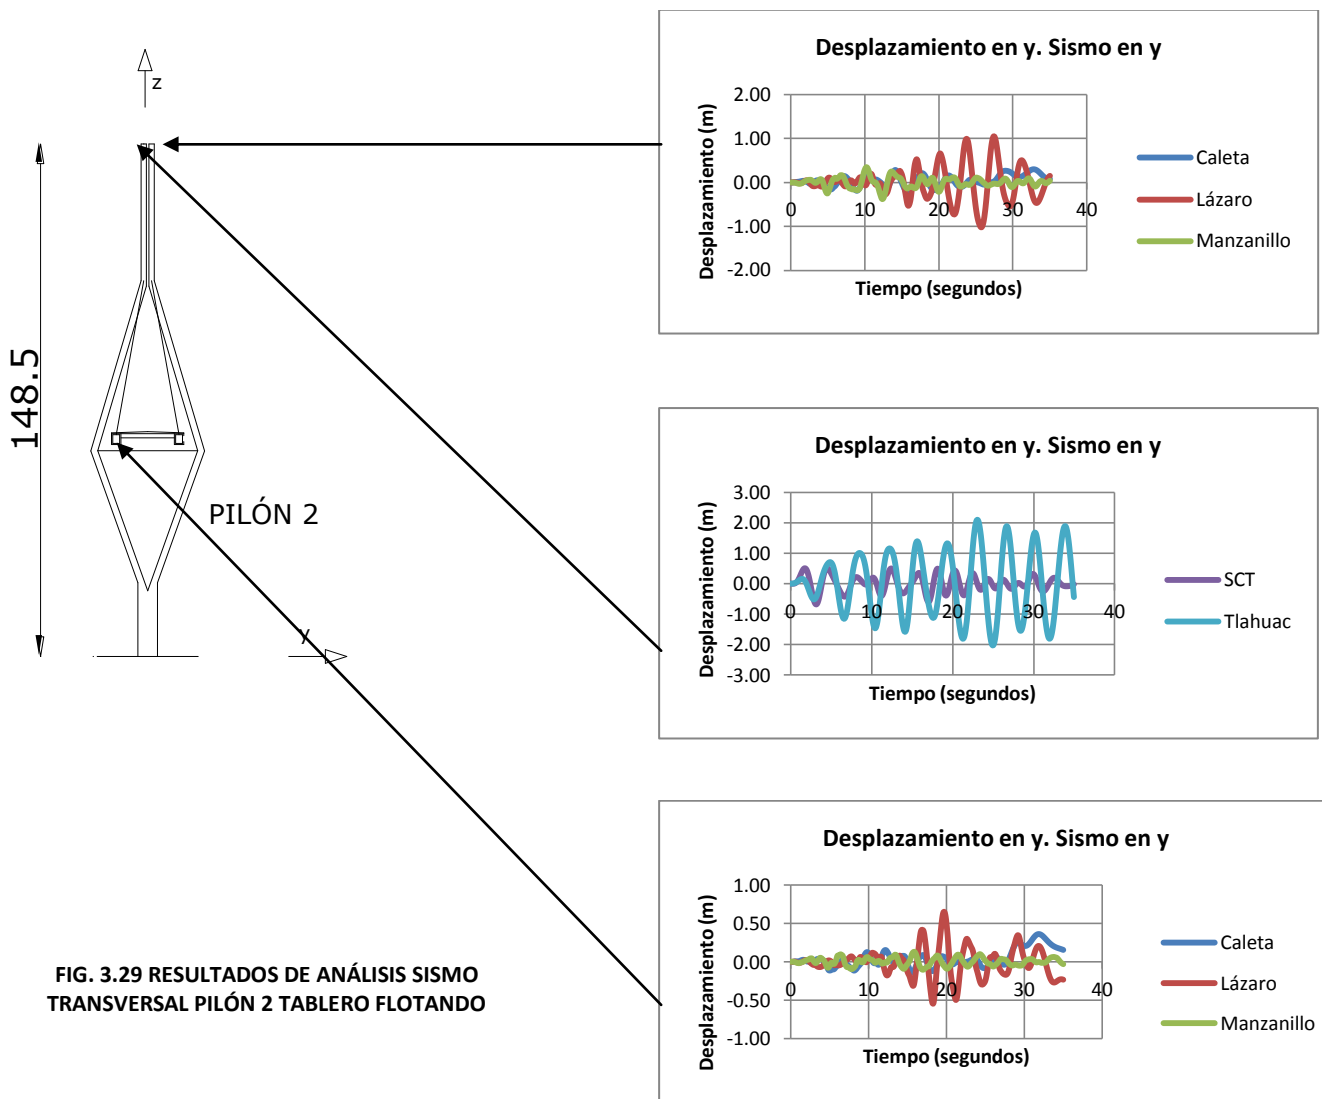 z
148.5
PILÓN 2
y
FIG. 3.29 RESULTADOS DE ANÁLISIS SISMO
TRANSVERSAL PILÓN 2 TABLERO FLOTANDO
Desplazamiento en y. Sismo en y
Desplazamiento (m)
2.00
1.00
0.00
-1.00
-2.00
0
10
20
30
40
Tiempo (segundos)
Caleta
Lázaro
Manzanillo
Desplazamiento en y. Sismo en y
Desplazamiento (m)
3.00
2.00
1.00
0.00
-1.00
-2.00
-3.00
0
10
20
30
40
Tiempo (segundos)
SCT
Tlahuac
Desplazamiento en y. Sismo en y
Desplazamiento (m)
1.00
0.50
0.00
-0.50
-1.00
0
10
20
30
40
Tiempo (segundos)
Caleta
Lázaro
Manzanillo